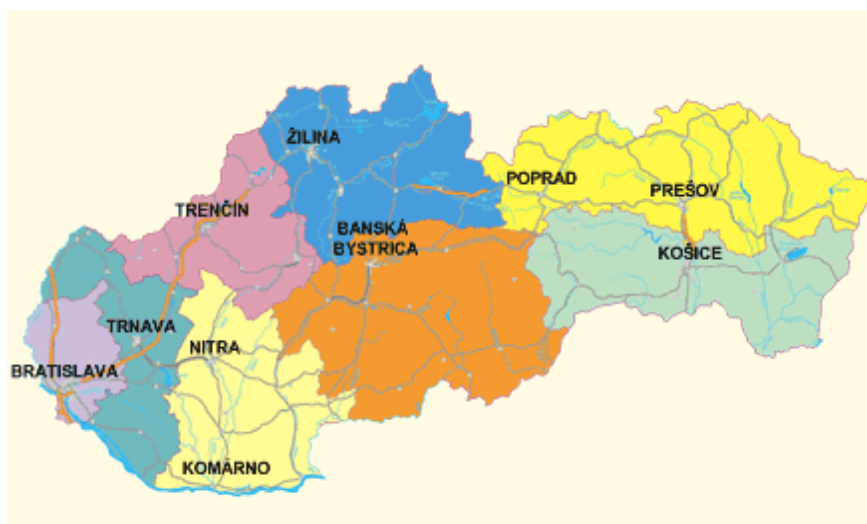 ŽILINA
POPRAD
PREŠOV
TRENČÍN
BANSKÁ
BYSTRICA
KOŠICE
TRNAVA
NITRA
BRATISLAVA
KOMÁRNO